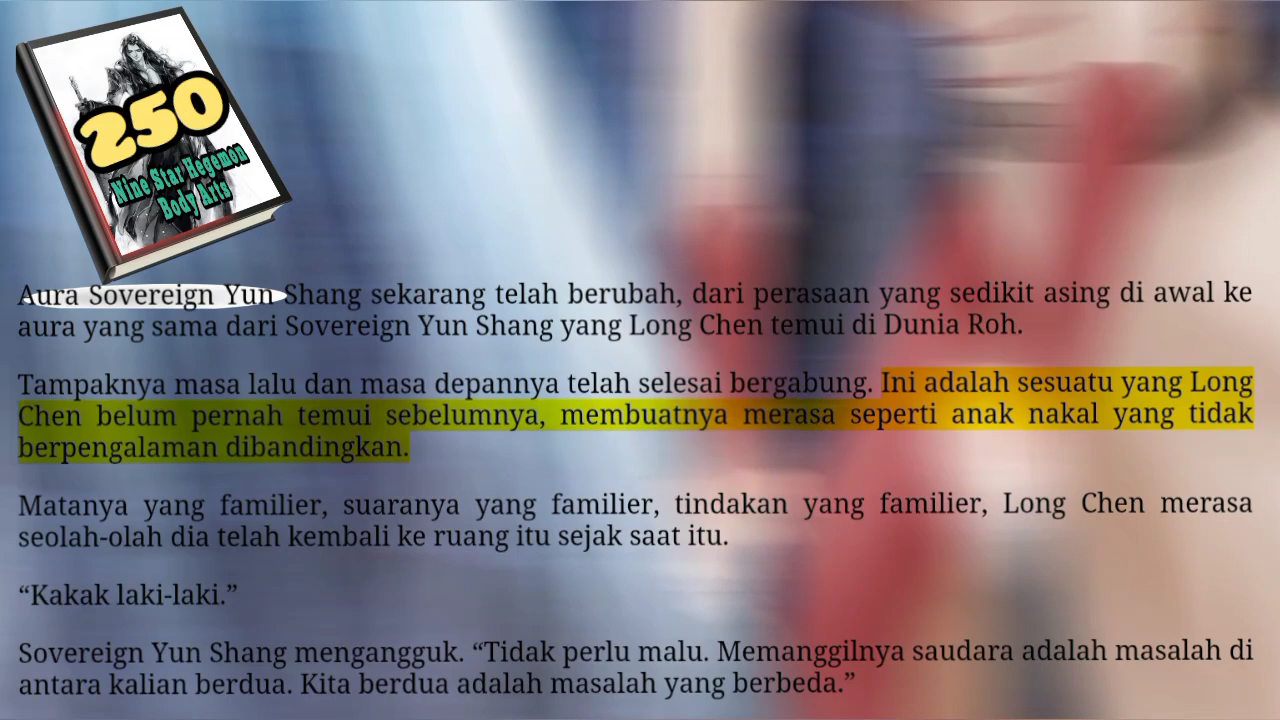 250
Nine Star Hegemon
Body Arts
Aura Sovereign Yun Shang sekarang telah berubah, dari perasaan yang sedikit asing di awal ke
aura yang sama dari Sovereign Yun Shang yang Long Chen temui di Dunia Roh.
Tampaknya masa lalu dan masa depannya telah selesai bergabung. Ini adalah sesuatu yang Long
Chen belum pernah temui sebelumnya, membuatnya merasa seperti anak nakal yang tidak
berpengalaman dibandingkan.
Matanya yang familier, suaranya yang familier, tindakan yang familier, Long Chen merasa
seolah-olah dia telah kembali ke ruang itu sejak saat itu.
“Kakak laki-laki.”
Sovereign Yun Shang mengangguk. “Tidak perlu malu. Memanggilnya saudara adalah masalah di
antara kalian berdua. Kita berdua adalah masalah yang berbeda.”